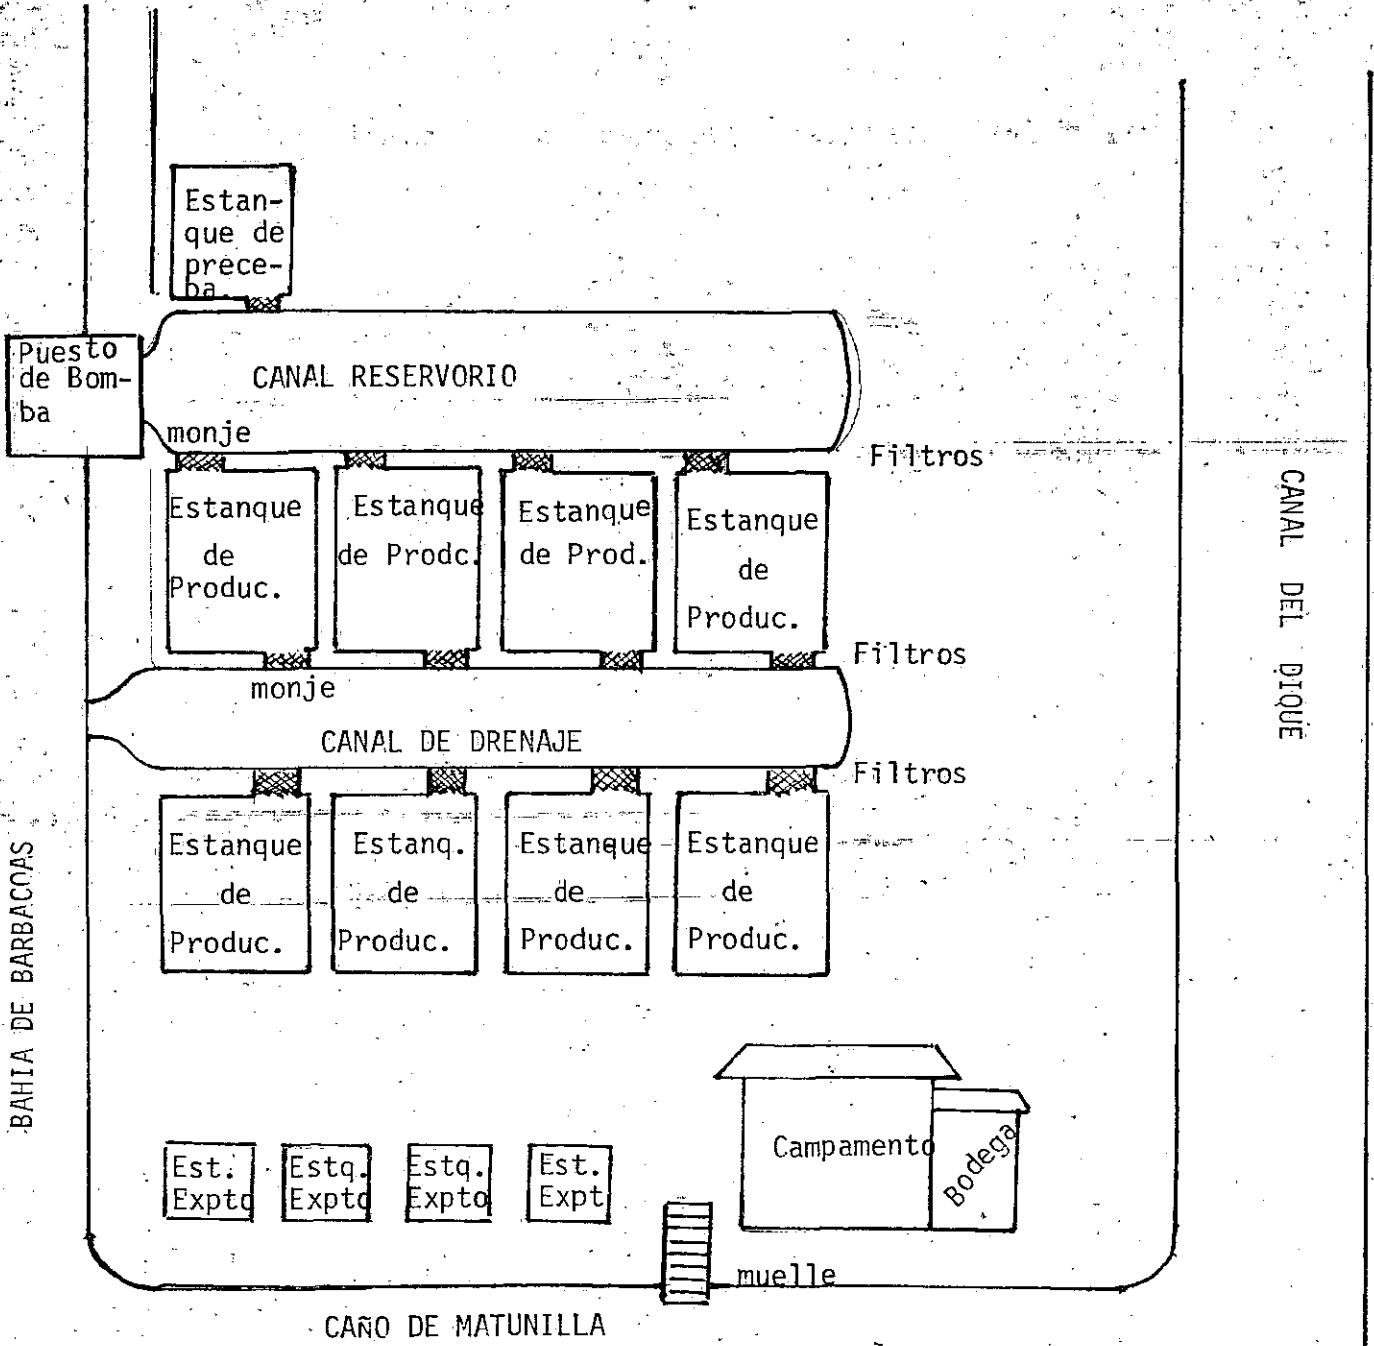 Estan-
que de
prece-
ba
Puesto
de Bom-
ba
CANAL RESERVORIO
monje
Filtros
Estanque
de
Produc.
Estanque
de Prodc.
Estanque
de Prod.
Estanque
de
Produc.
Filtros
monje
CANAL DE DRENAJE
Filtros
Estanque
de
Produc.
Estanq.
de
Produc.
Estanque
de
Produc.
Estanque
de
Produc.
CANAL DEL DIQUE
BAHIA DE BARBACOAS
Est.
Expto
Estq.
Expto
Estq.
Expto
Est.
Expt
Campamento
Bodega
muelle
CAÑO DE MATUNILLA